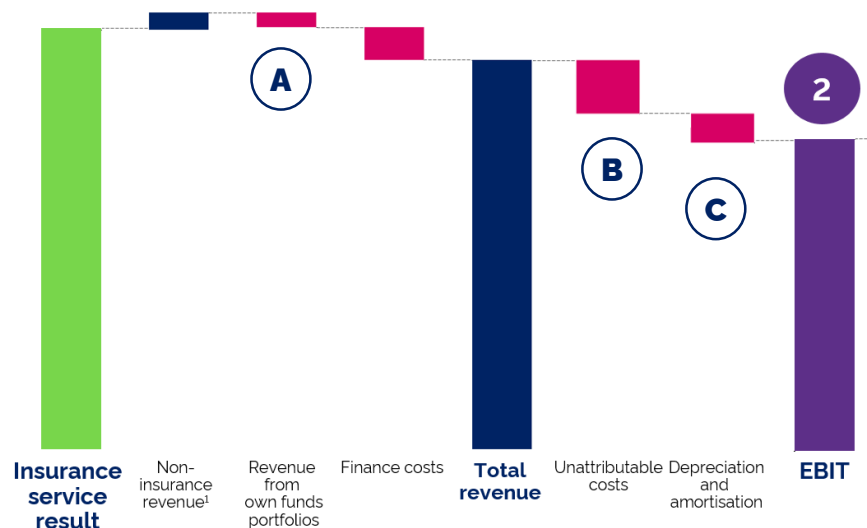 A
2
B
C
Insurance
service
result
Non-
insurance
revenue¹
Revenue
from
own funds
portfolios
Finance costs
Total
revenue
Unattributable
costs
Depreciation
and
amortisation
EBIT